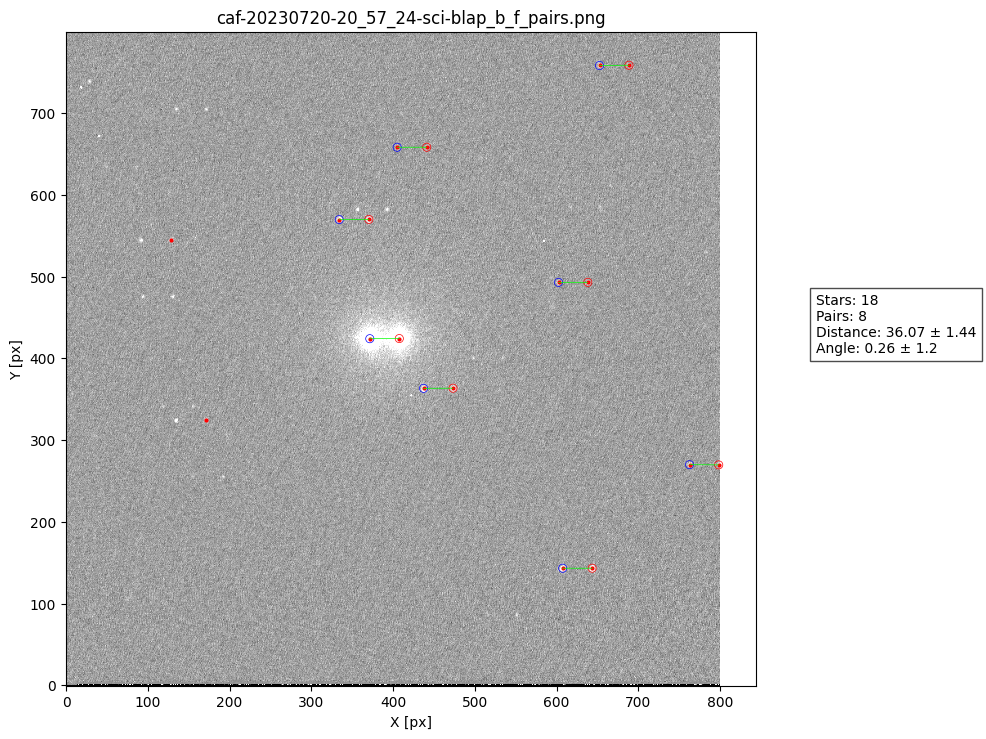 caf-20230720-20_57_24-sci-blap_b_f_pairs.png
Y [px]
700
600
500
400
300
200
100
0
0 100 200 300 400 500 600 700 800
X [px]
Stars: 18
Pairs: 8
Distance: 36.07 ± 1.44
Angle: 0.26 ± 1.2